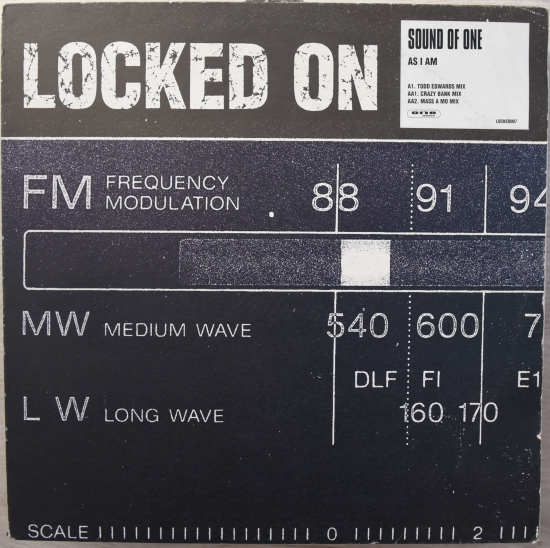 LOCKED ON
SOUND OF ONE
AS I AM
A1. TODD EDWARDS MIX
AA1. CRAZY BANK MIX
AA2. MASS A MO MIX
one
LOCKED007
FM FREQUENCY MODULATION 88 91 94
MW MEDIUM WAVE 540 600 7
DLF FI E1
LW LONG WAVE 160 170
SCALE 0 2